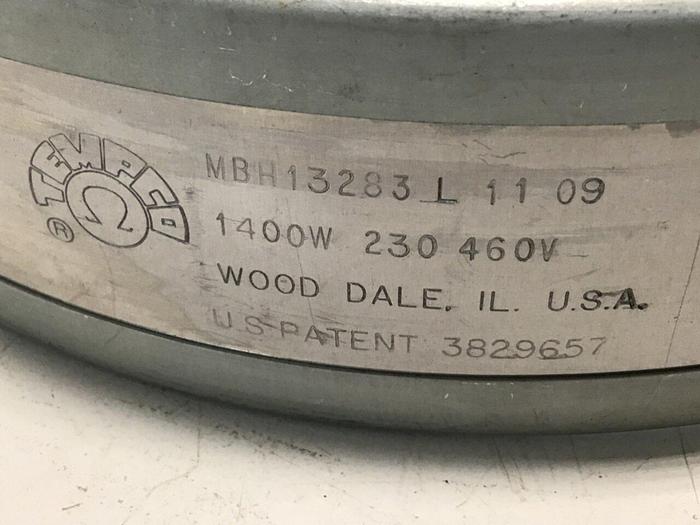 TEMPCO
Ω
®
MBH13283 L 11 09
1400W 230 460V
WOOD DALE, IL. U.S.A.
U.S. PATENT 3829657